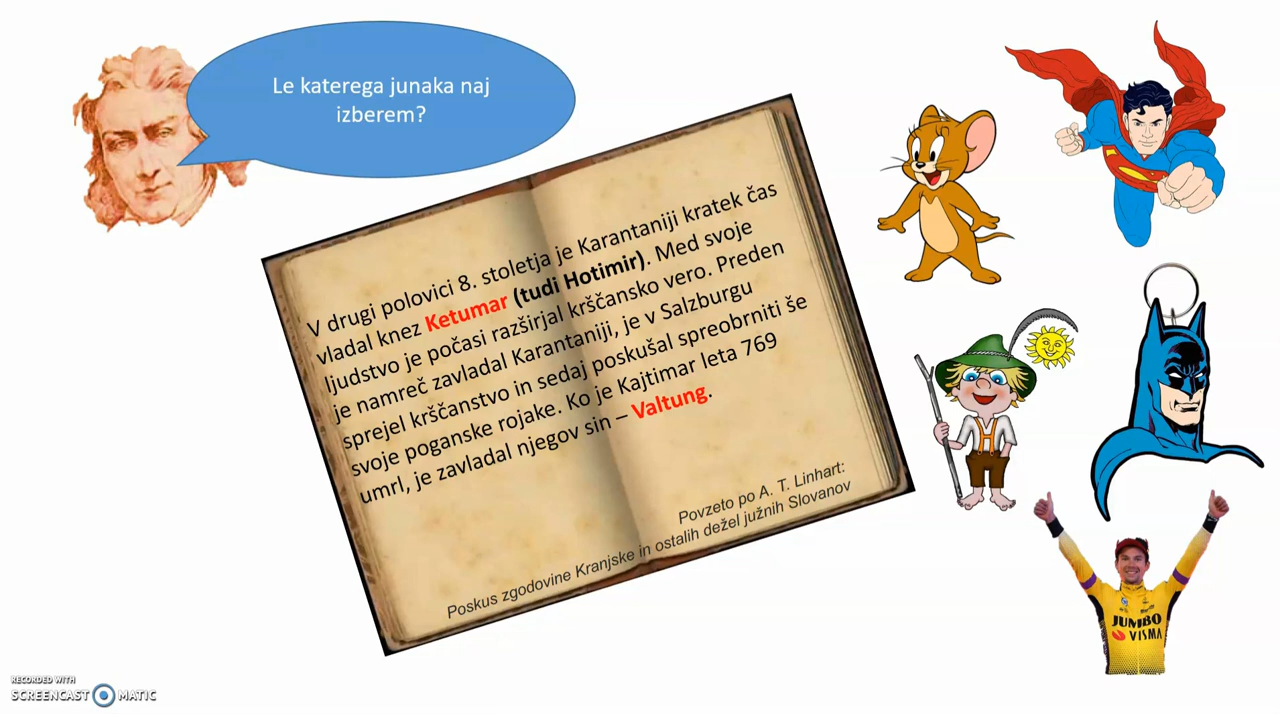 Le katerega junaka naj
izberem?
V drugi polovici 8. stoletja je Karantaniji kratek čas
vladal knez Ketumar (tudi Hotimir). Med svoje
ljudstvo je počasi razširjal krščansko vero. Preden
je namreč zavladal Karantaniji, je v Salzburgu
sprejel krščanstvo in sedaj poskušal spreobrniti še
svoje poganske rojake. Ko je Kajtimar leta 769
umrl, je zavladal njegov sin – Valtung.
Povzeto po A. T. Linhart:
Poskus zgodovine Kranjske in ostalih dežel južnih Slovanov
JUMBO
VISMA
RECORDED WITH
SCREENCAST MATIC